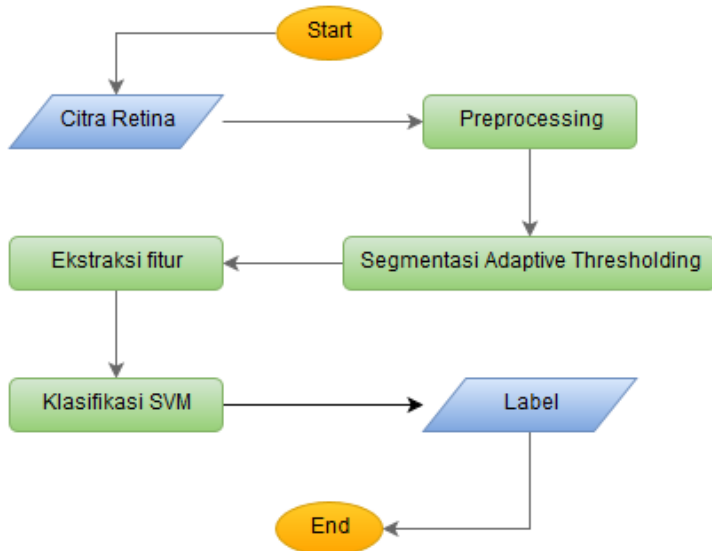 Start
Citra Retina
Preprocessing
Segmentasi Adaptive Thresholding
Ekstraksi fitur
Klasifikasi SVM
Label
End